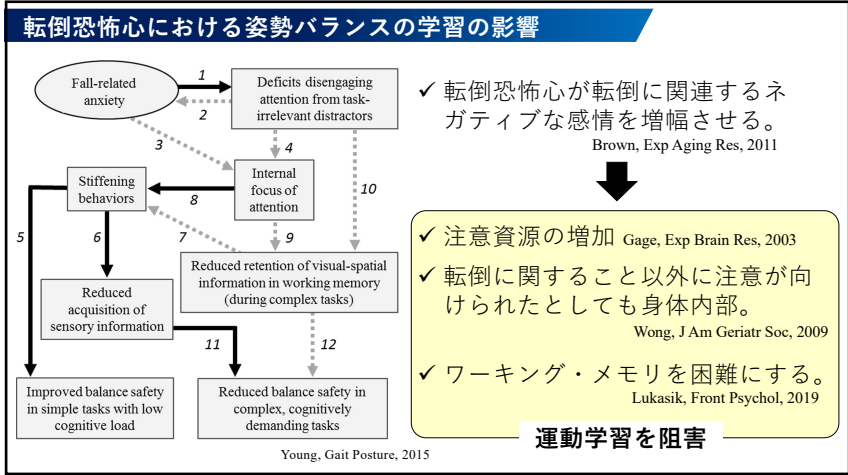 転倒恐怖心における姿勢バランスの学習の影響
Fall-related
anxiety
1
2
Deficits disengaging
attention from task-
irrelevant distractors
3
4
Stiffening
behaviors
8
Internal
focus of
attention
10
5
6
7
9
Reduced
acquisition of
sensory information
Reduced retention of visual-spatial
information in working memory
(during complex tasks)
11
12
Improved balance safety
in simple tasks with low
cognitive load
Reduced balance safety in
complex, cognitively
demanding tasks
Young, Gait Posture, 2015
✓ 転倒恐怖心が転倒に関連するネ
ガティブな感情を増幅させる。
Brown, Exp Aging Res, 2011
✓ 注意資源の増加 Gage, Exp Brain Res, 2003
✓ 転倒に関すること以外に注意が向
けられたとしても身体内部。
Wong, J Am Geriatr Soc, 2009
✓ ワーキング・メモリを困難にする。
Lukasik, Front Psychol, 2019
運動学習を阻害